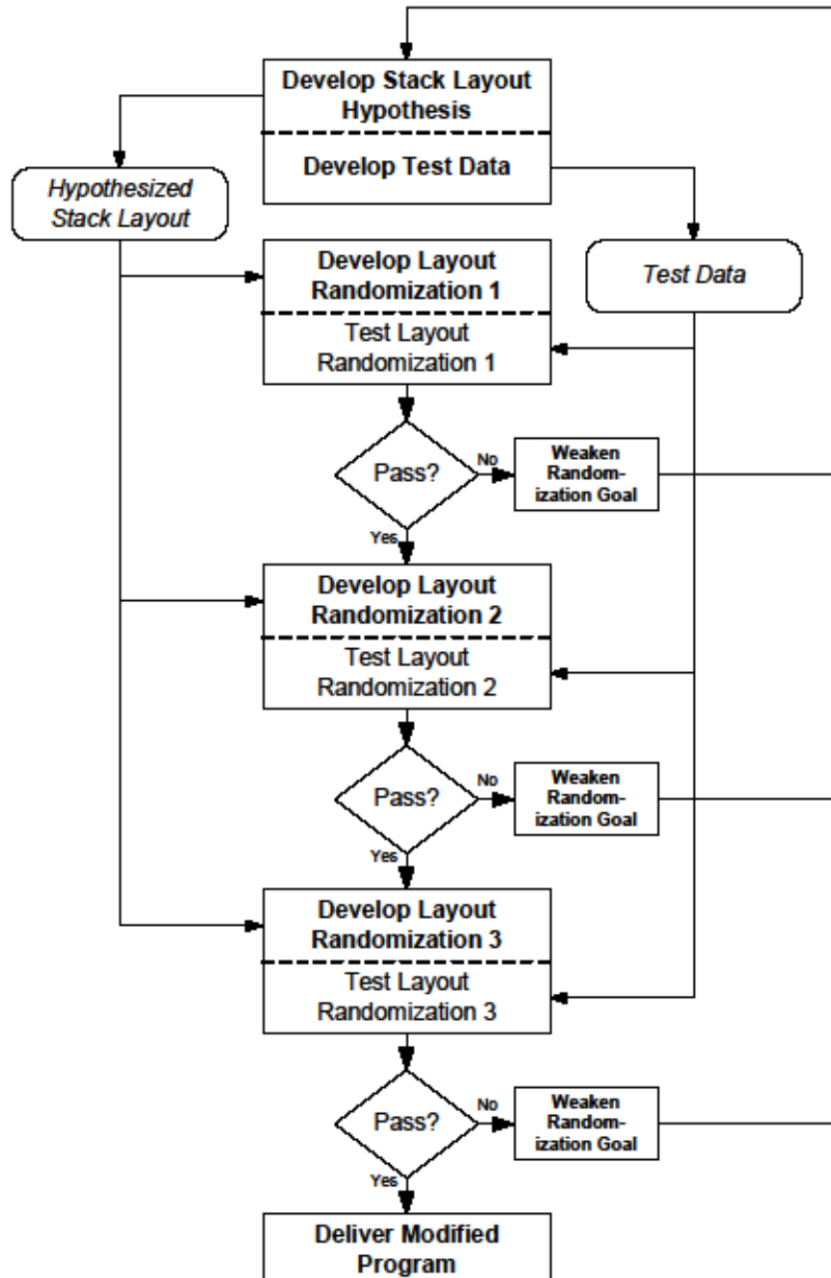 Develop Stack Layout
Hypothesis
Develop Test Data
Hypothesized
Stack Layout
Test Data
Develop Layout
Randomization 1
Test Layout
Randomization 1
Pass?
No
Weaken
Random-
ization Goal
Yes
Develop Layout
Randomization 2
Test Layout
Randomization 2
Pass?
No
Weaken
Random-
ization Goal
Yes
Develop Layout
Randomization 3
Test Layout
Randomization 3
Pass?
No
Weaken
Random-
ization Goal
Yes
Deliver Modified
Program